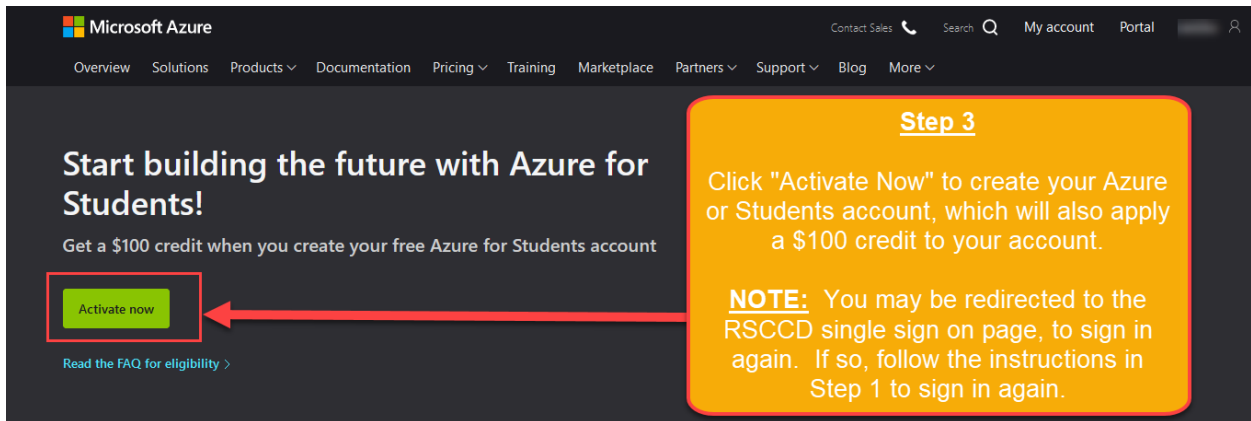 Microsoft Azure
Contact Sales Search My account Portal
Overview Solutions Products Documentation Pricing Training Marketplace Partners Support Blog More
Start building the future with Azure for
Students!
Get a $100 credit when you create your free Azure for Students account
Activate now
Read the FAQ for eligibility
Step 3
Click "Activate Now" to create your Azure
or Students account, which will also apply
a $100 credit to your account.
NOTE: You may be redirected to the
RSCCD single sign on page, to sign in
again. If so, follow the instructions in
Step 1 to sign in again.